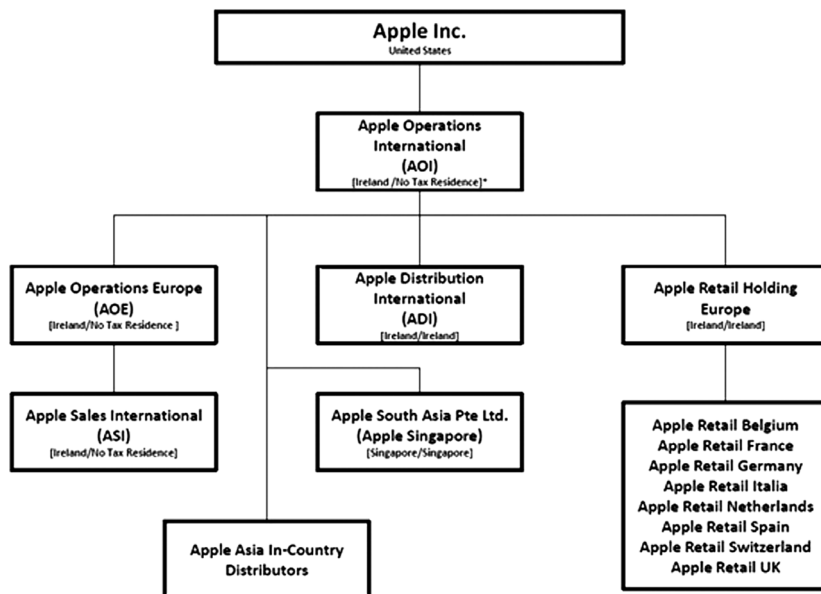 Apple Inc.
United States
Apple Operations
International
(AOI)
[Ireland /No Tax Residence]*
Apple Operations Europe
(AOE)
[Ireland/No Tax Residence ]
Apple Distribution
International
(ADI)
[Ireland/Ireland]
Apple Retail Holding
Europe
[Ireland/Ireland]
Apple Sales International
(ASI)
[Ireland/No Tax Residence]
Apple South Asia Pte Ltd.
(Apple Singapore)
[Singapore/Singapore]
Apple Retail Belgium
Apple Retail France
Apple Retail Germany
Apple Retail Italia
Apple Retail Netherlands
Apple Retail Spain
Apple Retail Switzerland
Apple Retail UK
Apple Asia In-Country
Distributors